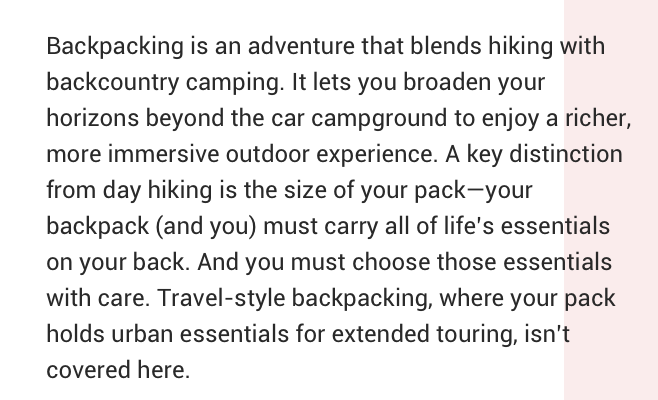 Backpacking is an adventure that blends hiking with
backcountry camping. It lets you broaden your
horizons beyond the car campground to enjoy a richer,
more immersive outdoor experience. A key distinction
from day hiking is the size of your pack—your
backpack (and you) must carry all of life's essentials
on your back. And you must choose those essentials
with care. Travel-style backpacking, where your pack
holds urban essentials for extended touring, isn't
covered here.